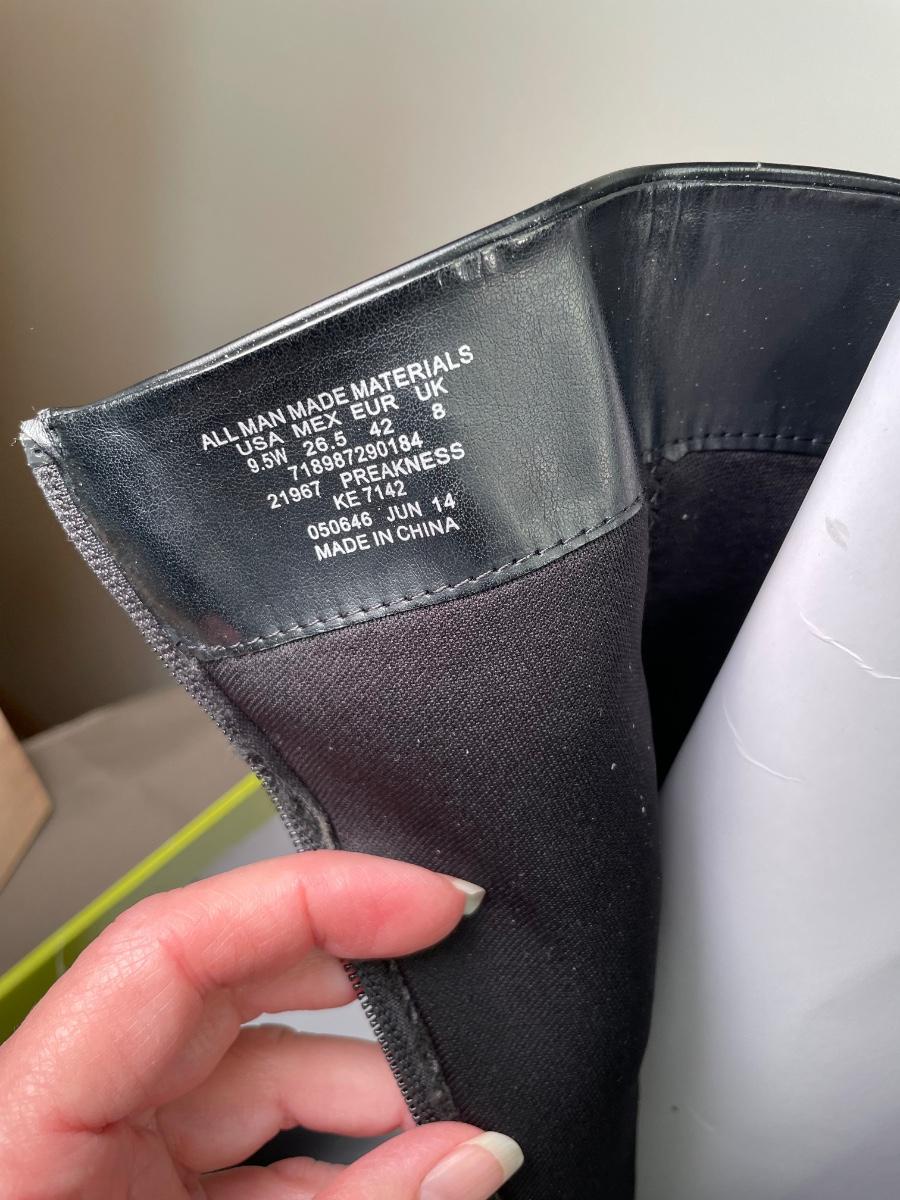 ALL MAN MADE MATERIALS
USA MEX EUR UK
9.5W 26.5 42 8
718987290184
21967 PREAKNESS
KE 7142
050646 JUN 14
MADE IN CHINA